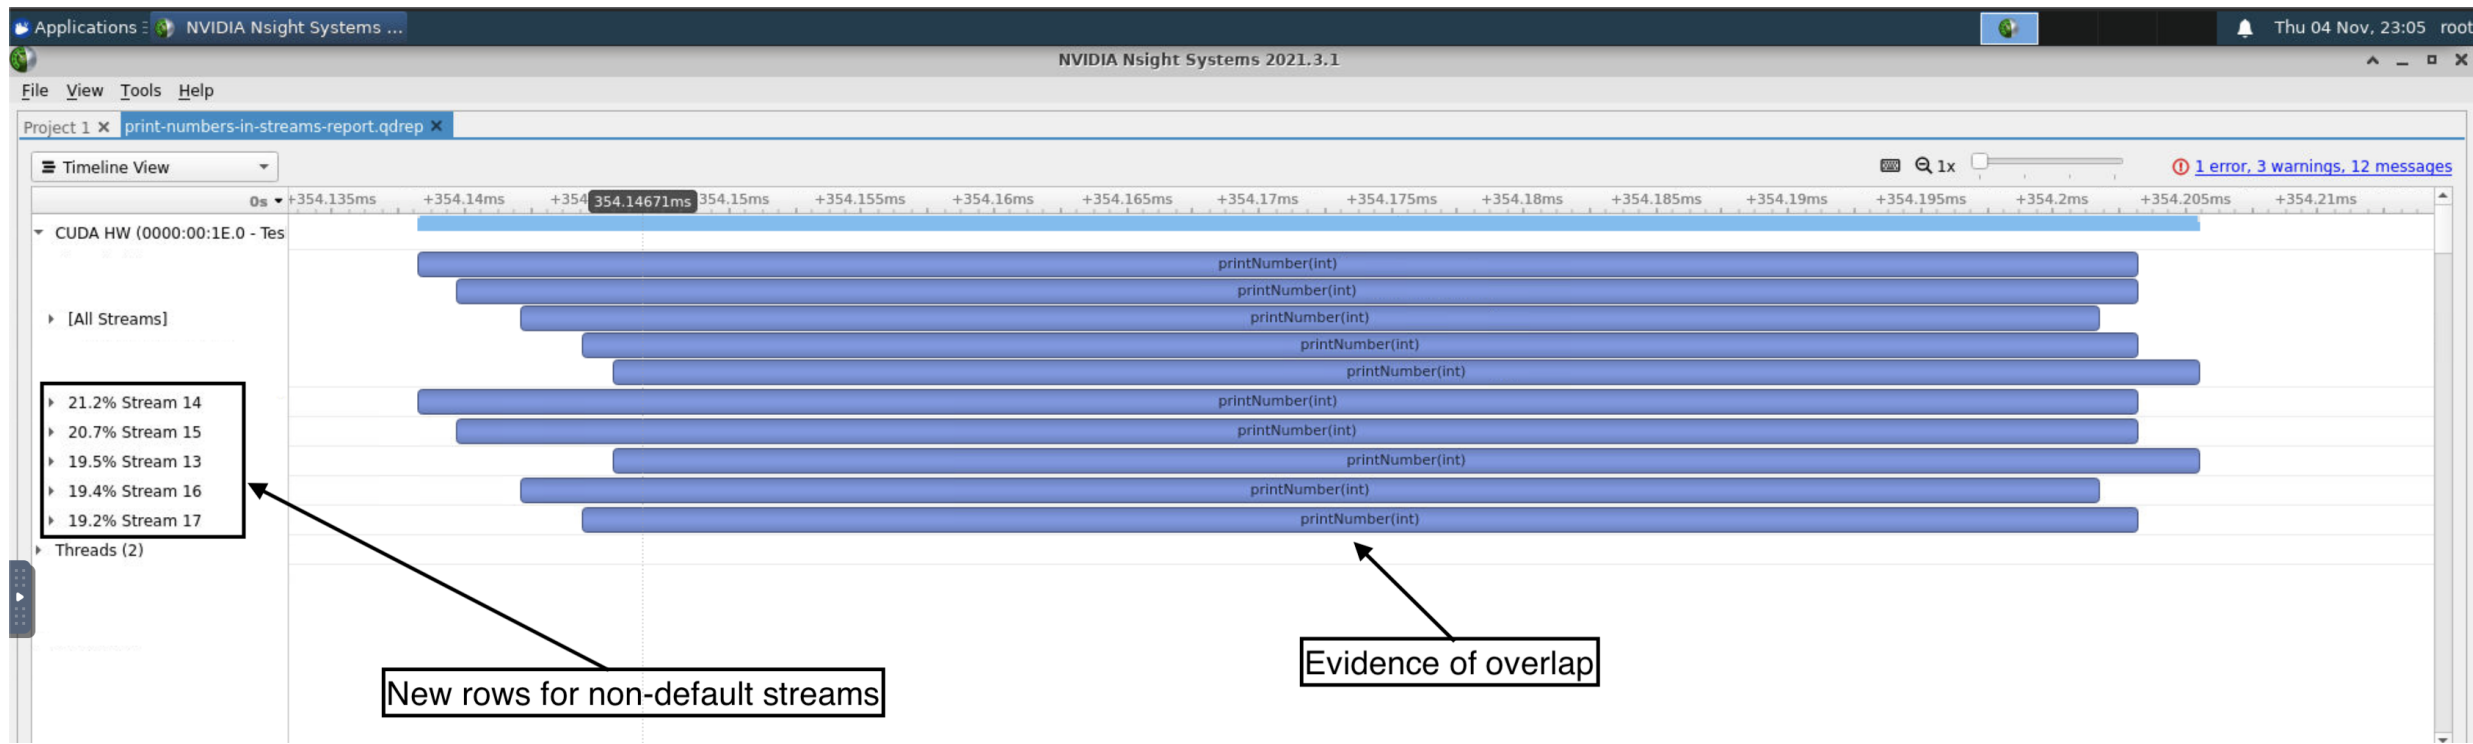 Applications NVIDIA Nsight Systems ... Thu 04 Nov, 23:05 root
NVIDIA Nsight Systems 2021.3.1
File View Tools Help
Project 1 print-numbers-in-streams-report.qdrep
Timeline View 1x 1 error, 3 warnings, 12 messages
0s +354.135ms +354.14ms +354 354.14671ms 354.15ms +354.155ms +354.16ms +354.165ms +354.17ms +354.175ms +354.18ms +354.185ms +354.19ms +354.195ms +354.2ms +354.205ms +354.21ms
CUDA HW (0000:00:1E.0 - Tes
printNumber(int)
printNumber(int)
[All Streams] printNumber(int)
printNumber(int)
printNumber(int)
21.2% Stream 14 printNumber(int)
20.7% Stream 15 printNumber(int)
19.5% Stream 13 printNumber(int)
19.4% Stream 16 printNumber(int)
19.2% Stream 17 printNumber(int)
Threads (2)
Evidence of overlap
New rows for non-default streams